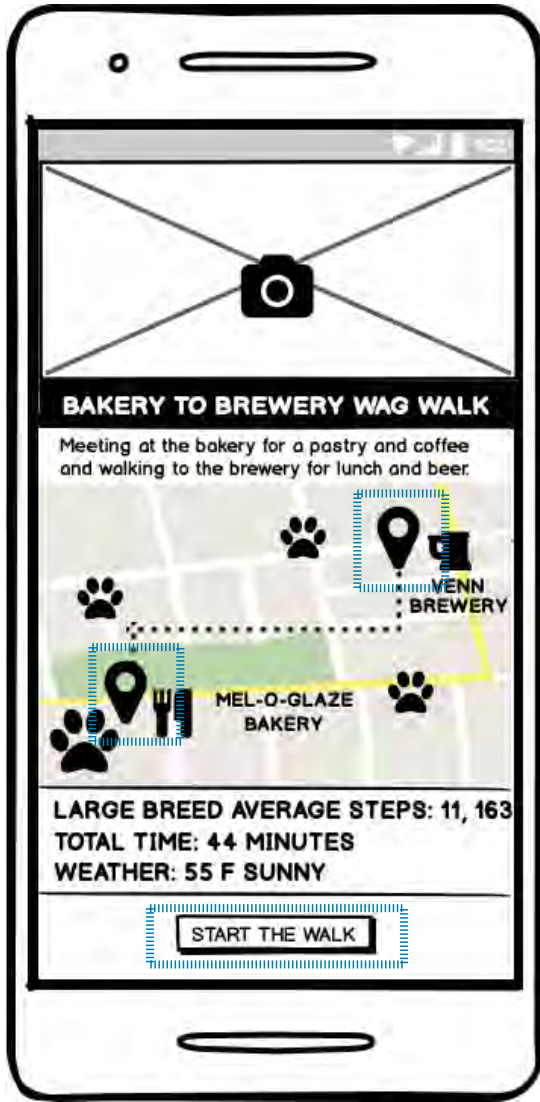 BAKERY TO BREWERY WAG WALK
Meeting at the bakery for a pastry and coffee
and walking to the brewery for lunch and beer.
VENN
BREWERY
MEL-O-GLAZE
BAKERY
LARGE BREED AVERAGE STEPS: 11, 163
TOTAL TIME: 44 MINUTES
WEATHER: 55 F SUNNY
START THE WALK